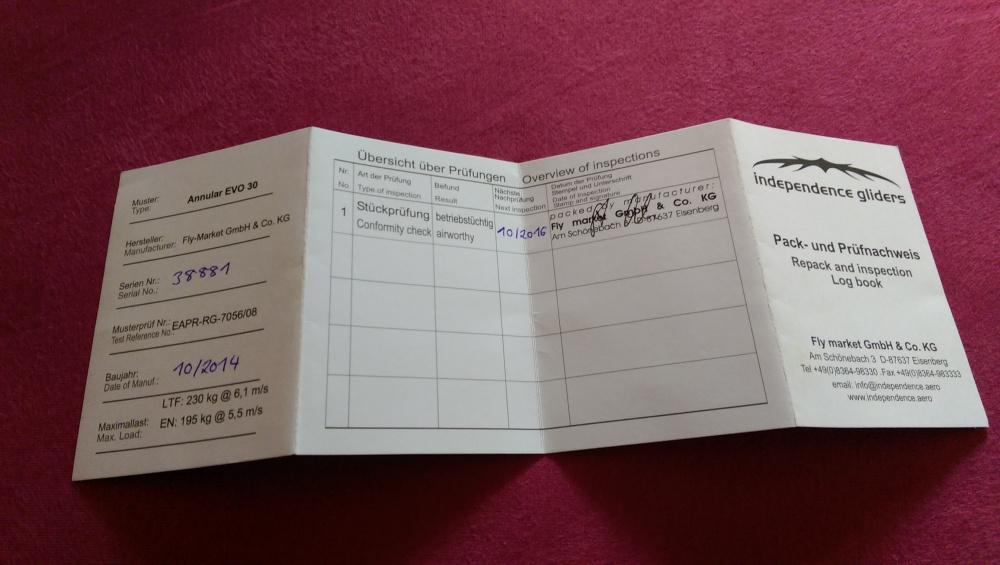 Muster:
Type:
Annular EVO 30
Hersteller:
Manufacturer:
Fly-Market GmbH & Co. KG
Serien Nr.:
Serial No.:
38881
Musterprüf Nr.:
Test Reference No.:
EAPR-RG-7056/08
Baujahr:
Date of Manuf.:
10/2014
LTF: 230 kg @ 6,1 m/s
Maximallast:
Max. Load:
EN: 195 kg @ 5,5 m/s
Übersicht über Prüfungen
Nr.
No.
Art der Prüfung
Type of inspection
Befund
Result
Nächste
Nachprüfung
Next inspection
1
Stückprüfung
Conformity check
betriebstüchtig
airworthy
10/2016
Overview of inspections
Datum der Prüfung
Stempel und Unterschrift
Date of inspection
Stamp and signature
packed by manufacturer:
Fly market GmbH & Co. KG
Am Schönebach D-87637 Eisenberg
independence gliders
Pack- und Prüfnachweis
Repack and inspection
Log book
Fly market GmbH & Co. KG
Am Schönebach 3 D-87637 Eisenberg
Tel +49(0)8364-98330 .Fax +49(0)8364-983333
email: info@independence.aero
www.independence.aero